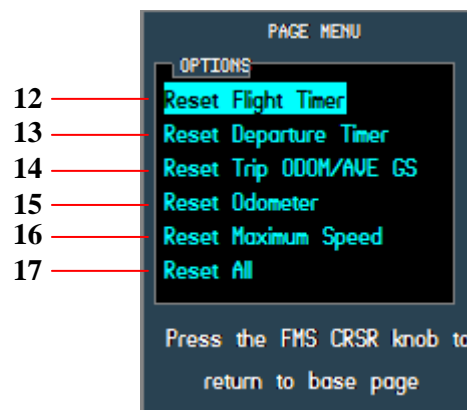 PAGE MENU
OPTIONS
12 Reset Flight Timer
13 Reset Departure Timer
14 Reset Trip ODOM/AVE GS
15 Reset Odometer
16 Reset Maximum Speed
17 Reset All
Press the FMS CRSR knob to
return to base page